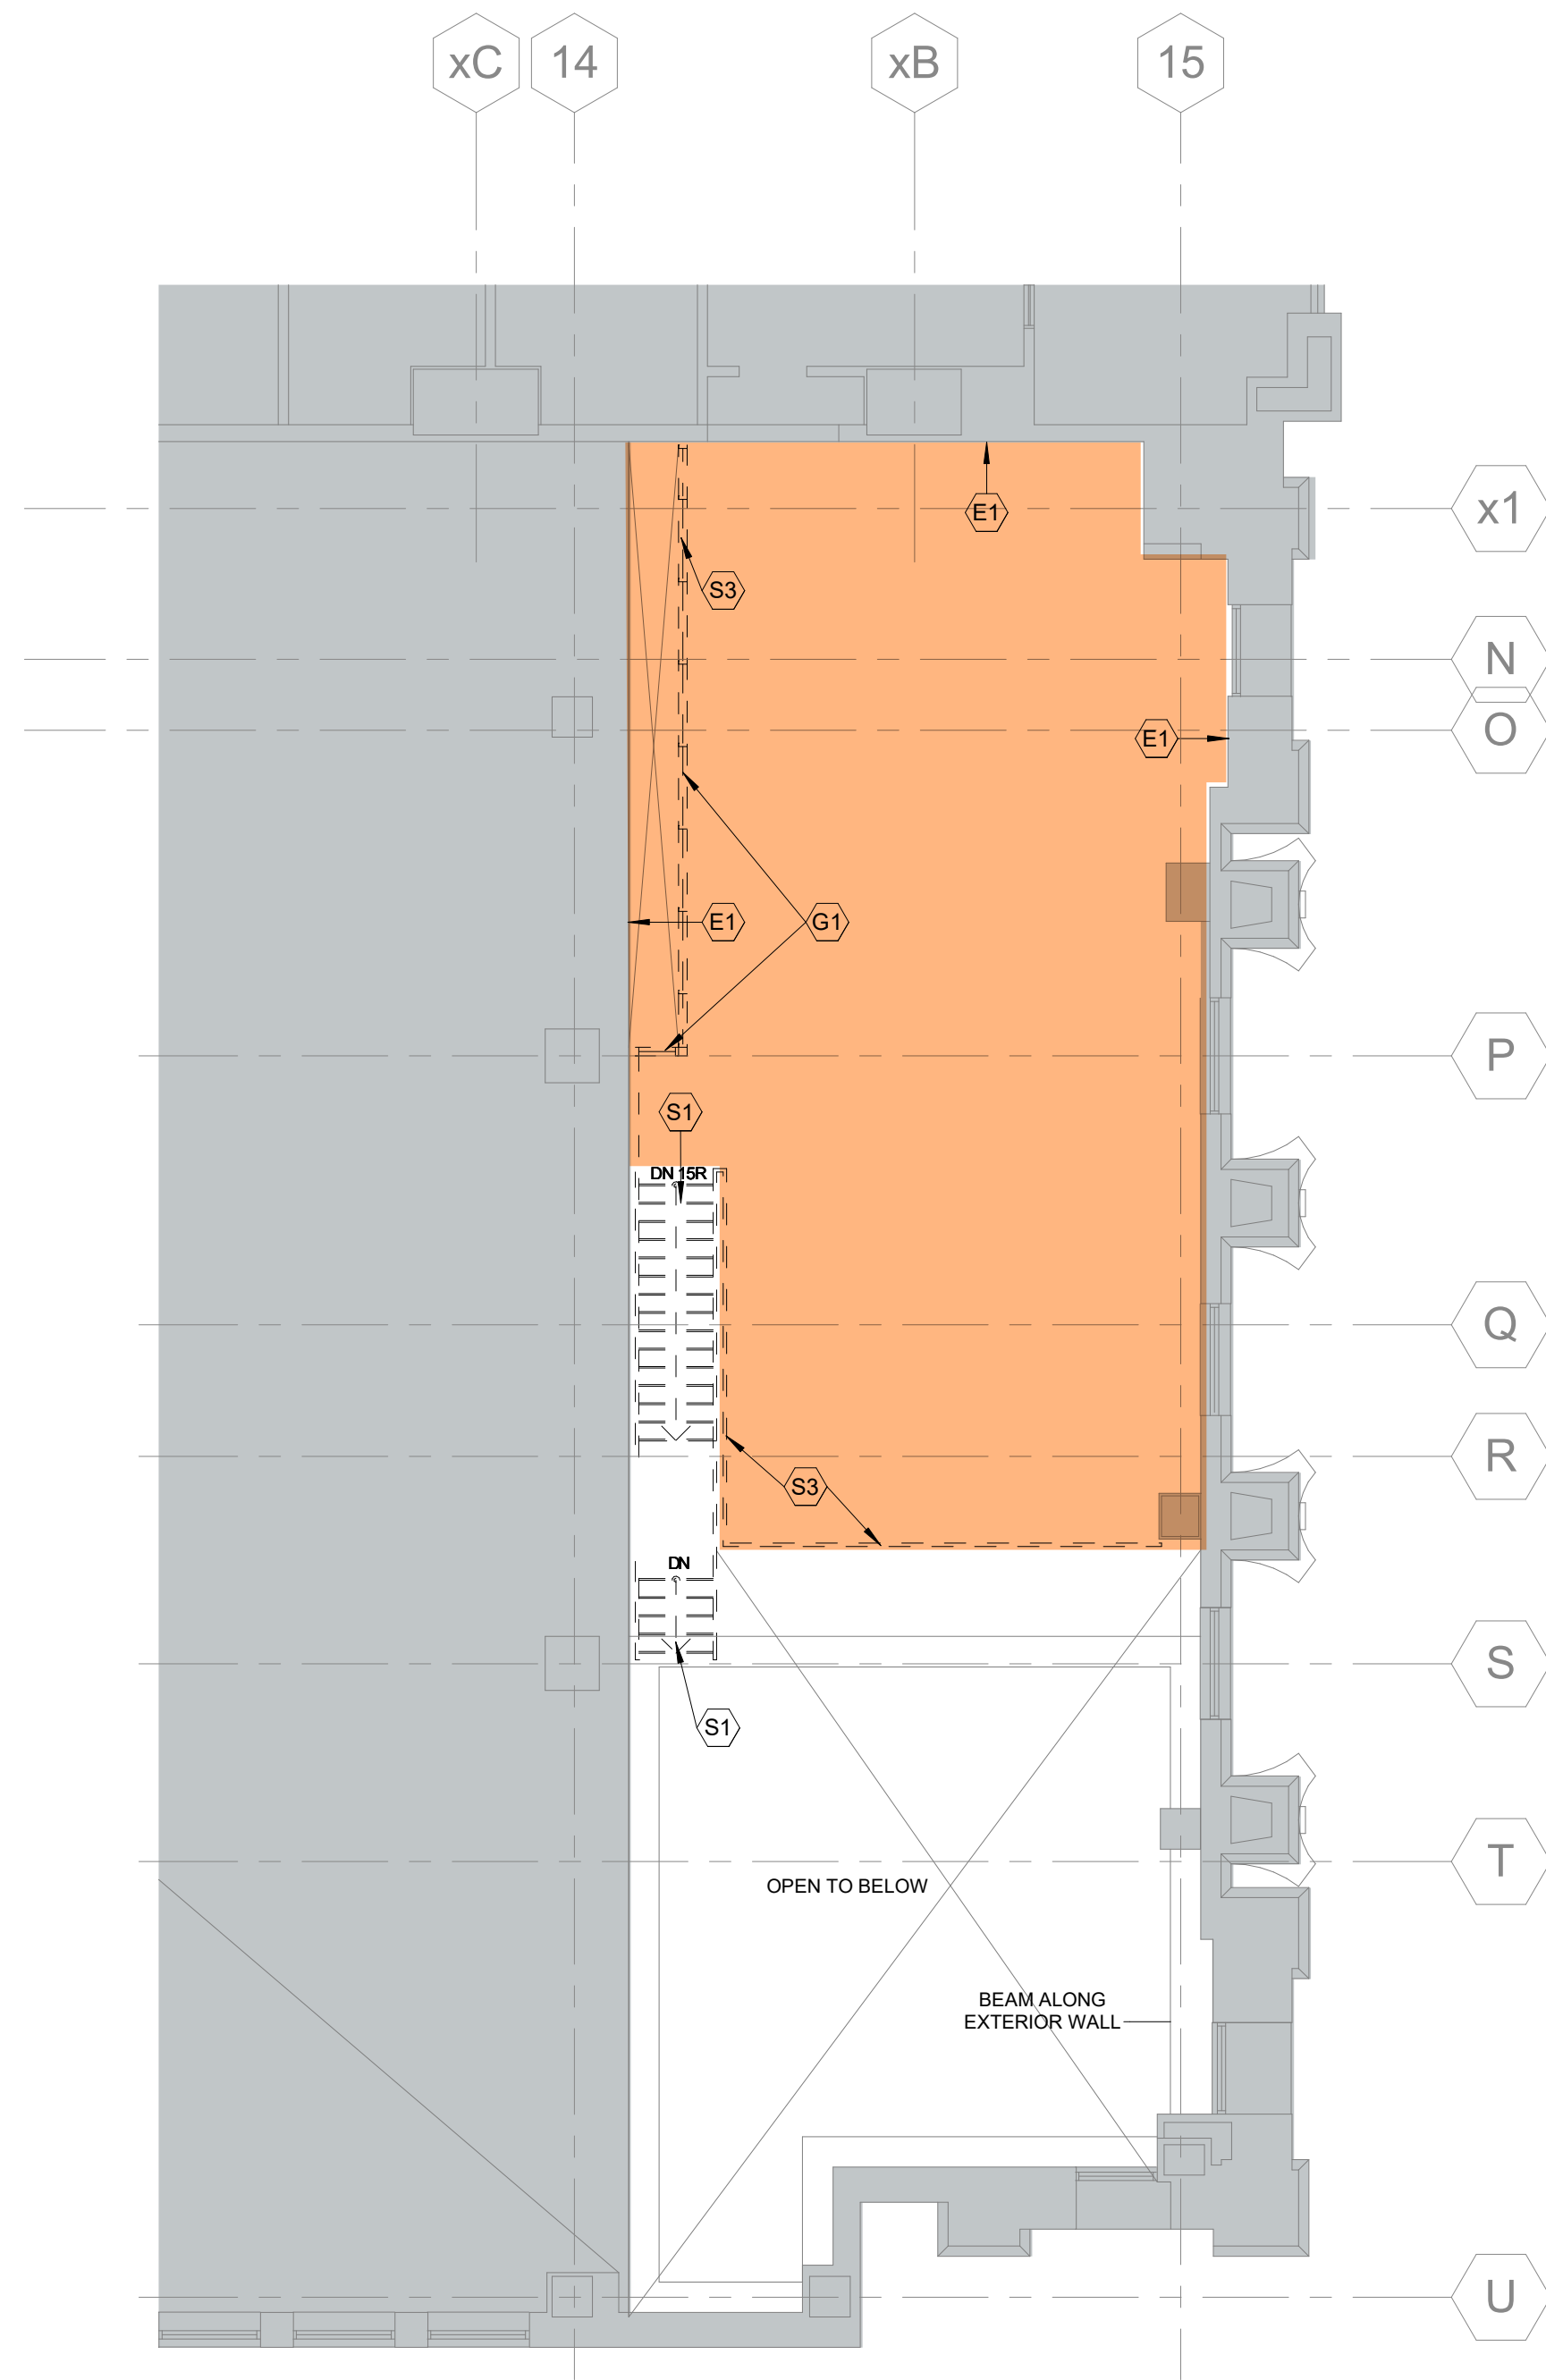 xC
14
xB
15
x1
E1
S3
N
O
E1
E1
G1
P
S1
DN 15R
Q
R
S3
DN
S
S1
T
OPEN TO BELOW
BEAM ALONG
EXTERIOR WALL
U